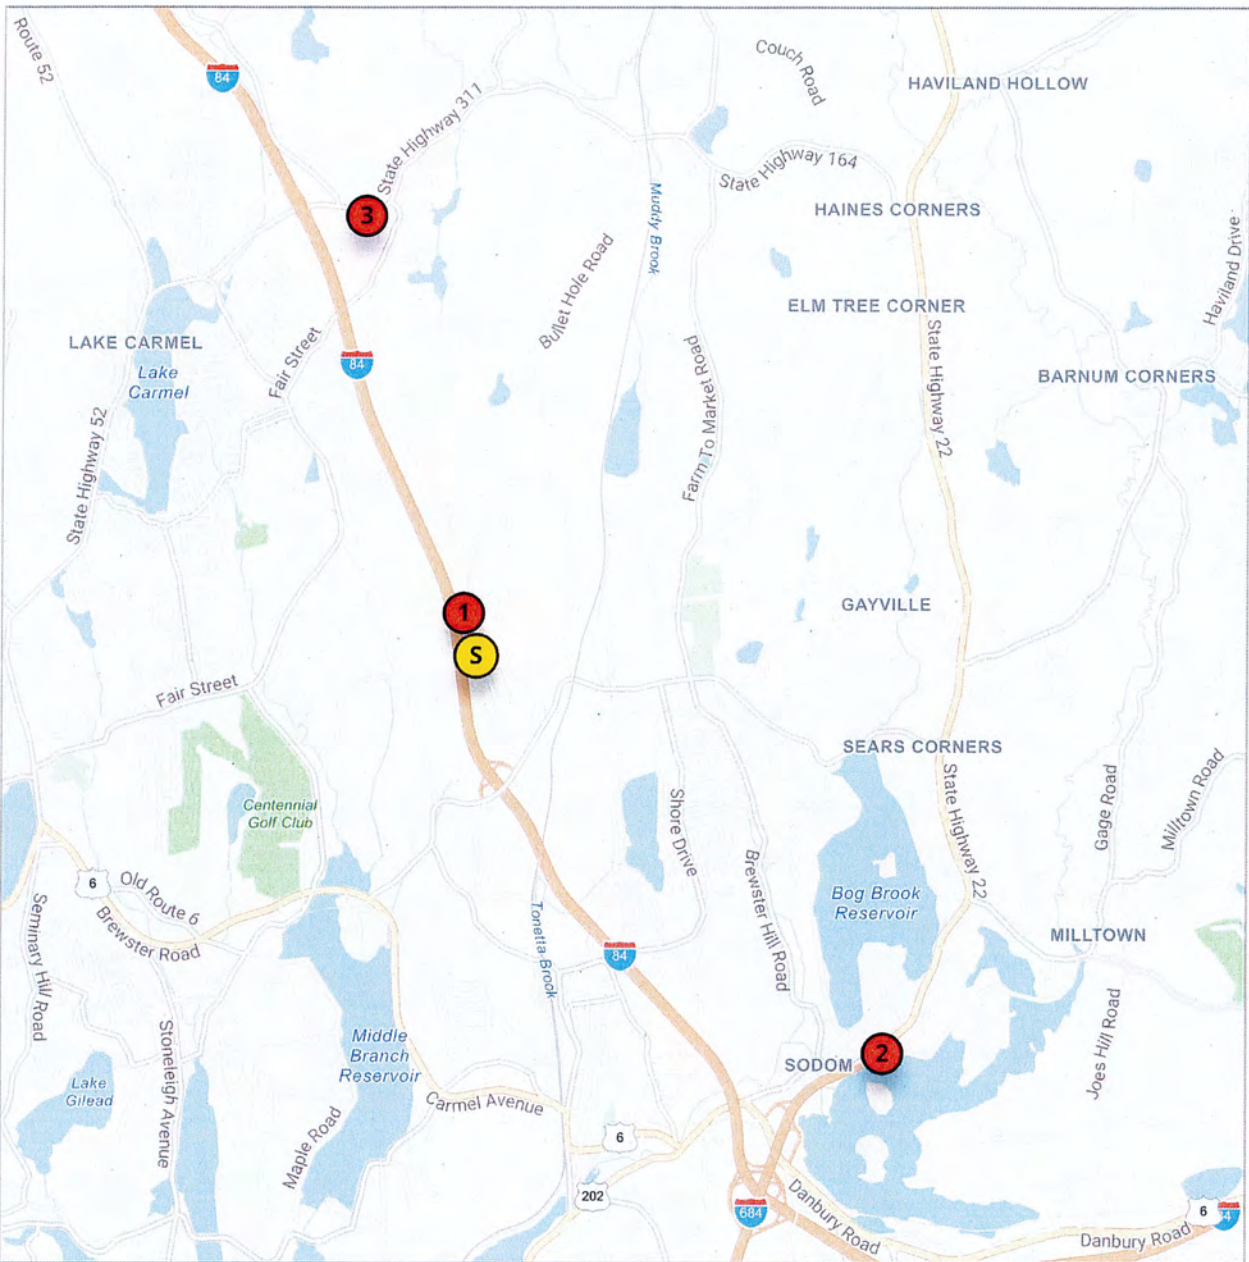 Route 52
84
Couch Road
HAVILAND HOLLOW
State Highway 311
State Highway 164
3
Muddy Brook
HAINES CORNERS
Bullet Hole Road
Haviland Drive
ELM TREE CORNER
LAKE CARMEL
Lake
Carmel
Fair Street
84
Farm To Market Road
State Highway 22
BARNUM CORNERS
State Highway 52
1
S
GAYVILLE
Fair Street
SEARS CORNERS
Centennial
Golf Club
Shore Drive
State Highway 22
Gage Road
Milltown Road
6
Old Route 6
Brewster Road
Brewster Hill Road
Bog Brook
Reservoir
Seminary Hill Road
Tonetta Brook
84
MILLTOWN
Stoneleigh Avenue
Middle
Branch
Reservoir
SODOM
2
Joes Hill Road
Lake
Gilead
Maple Road
Carmel Avenue
6
202
684
Danbury Road
6
Danbury Road